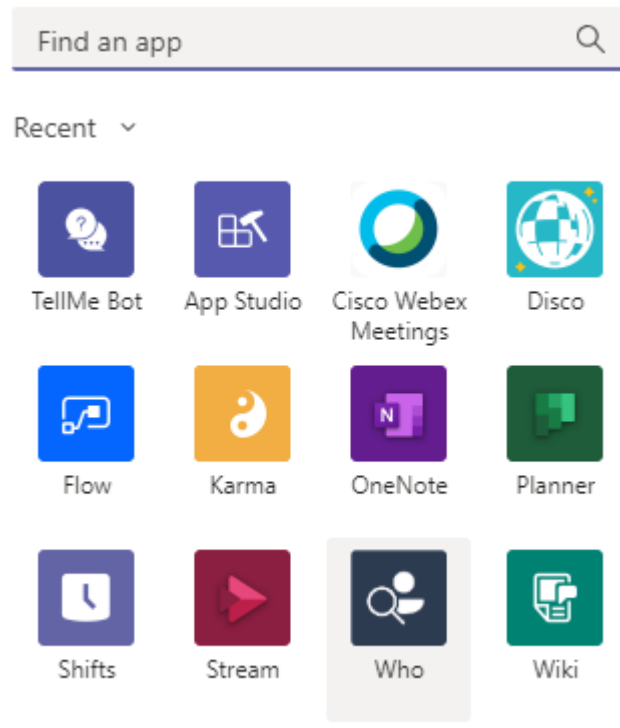 Find an app
Recent
TellMe Bot
App Studio
Cisco Webex
Meetings
Disco
?
Flow
Karma
N
OneNote
Planner
Shifts
Stream
Who
Wiki